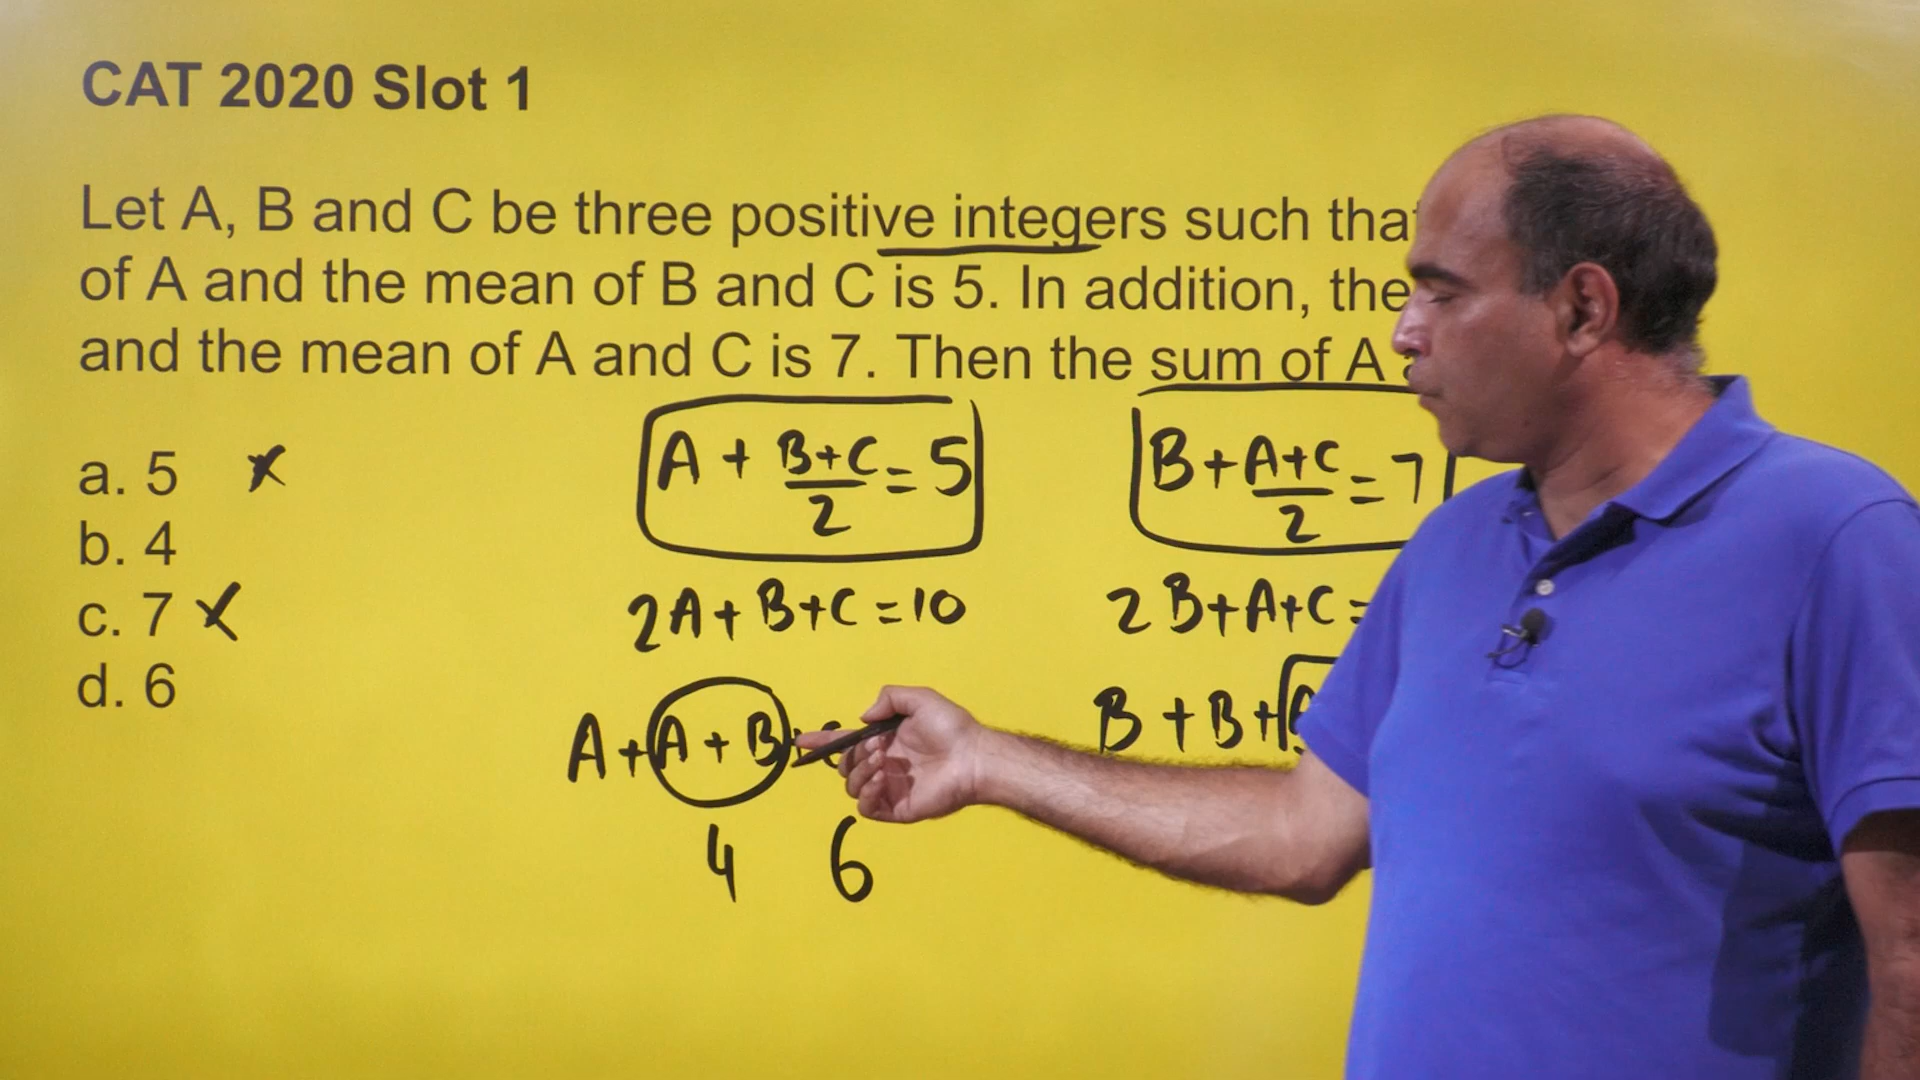 CAT 2020 Slot 1
Let A, B and C be three positive integers such that
of A and the mean of B and C is 5. In addition, the
and the mean of A and C is 7. Then the sum of A
a. 5 ×
b. 4
c. 7 ×
d. 6
A + B+C/2 = 5
B + A+C/2 = 7
2A + B+C = 10
2B+A+C =
A+ A + B +
B + B +
4 6